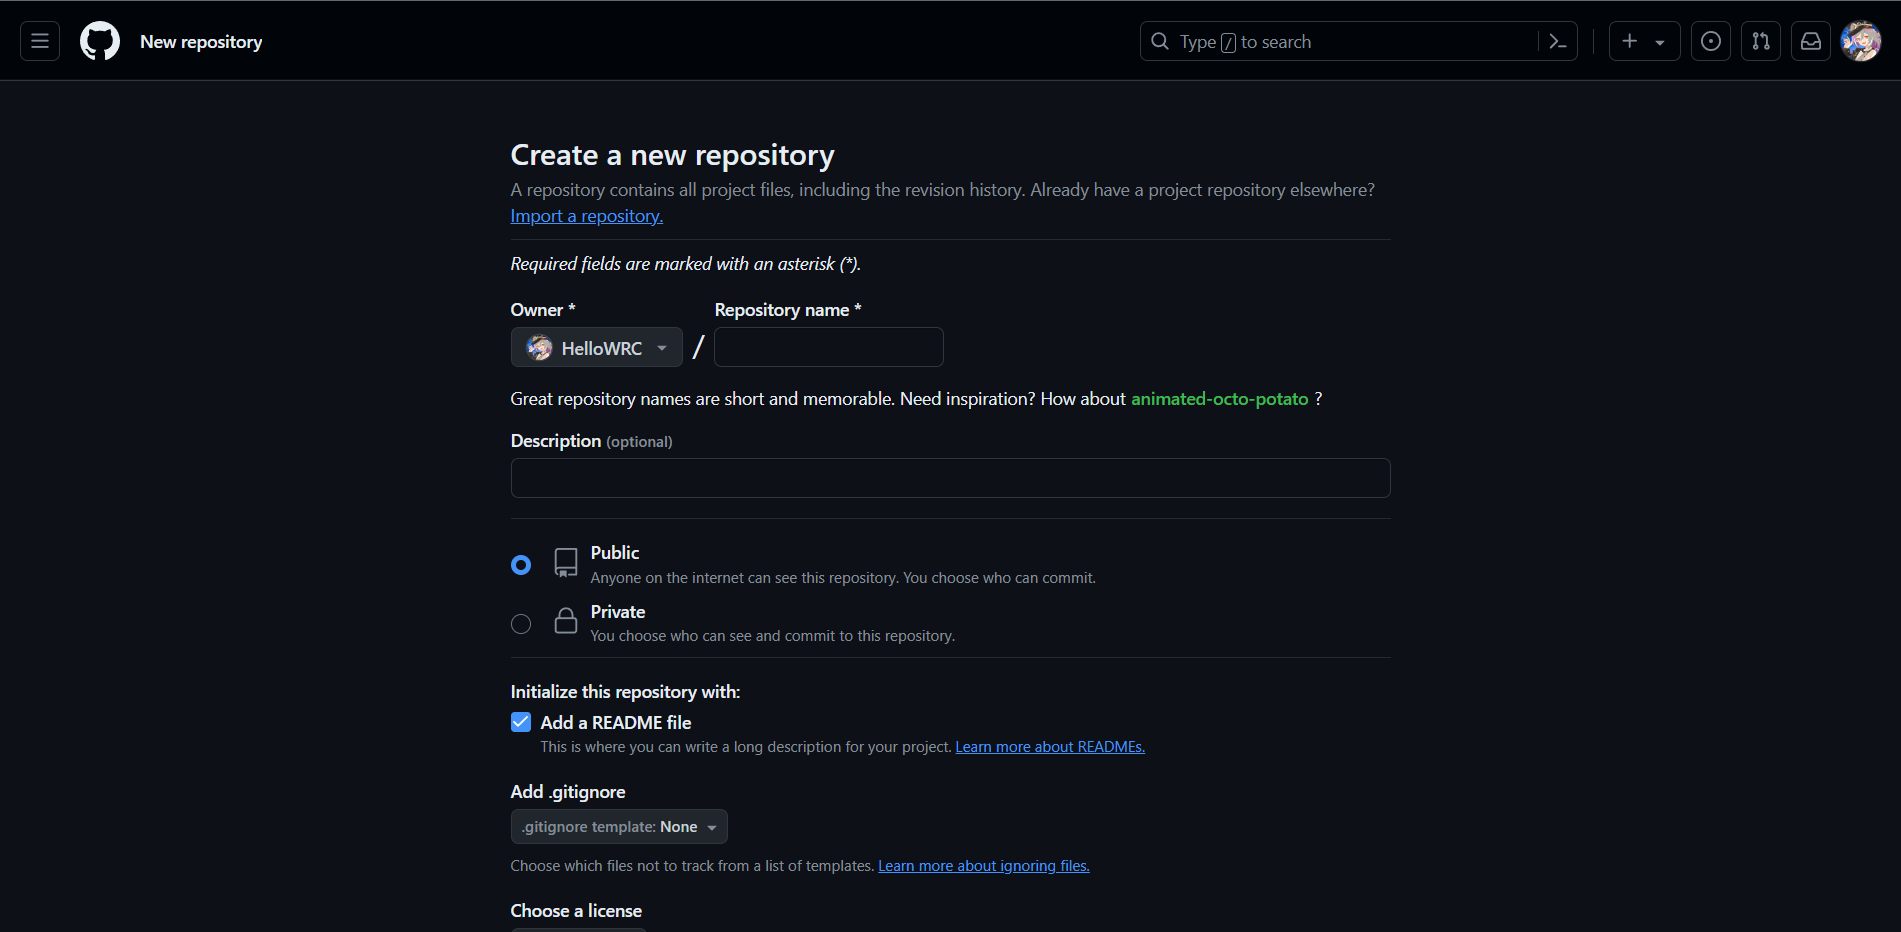 New repository
Type / to search
Create a new repository
A repository contains all project files, including the revision history. Already have a project repository elsewhere?
Import a repository.
Required fields are marked with an asterisk (*).
Owner * Repository name *
HelloWRC /
Great repository names are short and memorable. Need inspiration? How about animated-octo-potato ?
Description (optional)
Public
Anyone on the internet can see this repository. You choose who can commit.
Private
You choose who can see and commit to this repository.
Initialize this repository with:
Add a README file
This is where you can write a long description for your project. Learn more about READMEs.
Add .gitignore
.gitignore template: None
Choose which files not to track from a list of templates. Learn more about ignoring files.
Choose a license